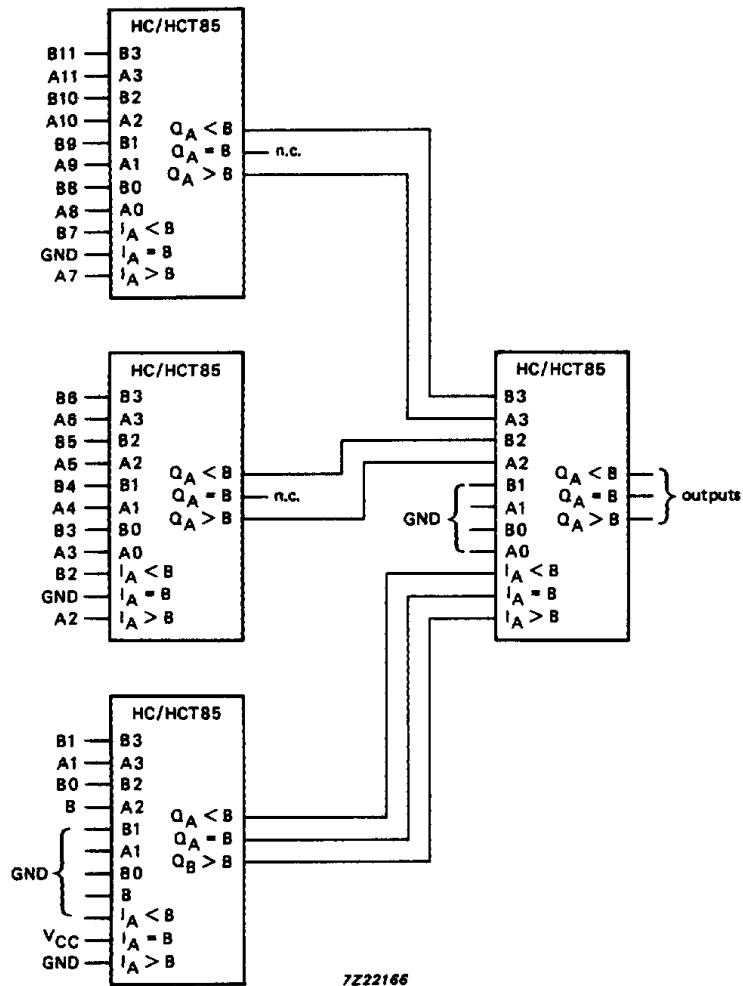 HC/HCT85
B11 B3
A11 A3
B10 B2
A10 A2
B9 B1
A9 A1
B8 B0
A8 A0
B7 I_A < B
GND I_A = B
A7 I_A > B
Q_A < B
Q_A = B n.c.
Q_A > B
HC/HCT85
B6 B3
A6 A3
B5 B2
A5 A2
B4 B1
A4 A1
B3 B0
A3 A0
B2 I_A < B
GND I_A = B
A2 I_A > B
Q_A < B
Q_A = B n.c.
Q_A > B
HC/HCT85
B3
A3
B2
A2
B1
GND A1
B0
A0
I_A < B
I_A = B
I_A > B
Q_A < B
Q_A = B outputs
Q_A > B
HC/HCT85
B1 B3
A1 A3
B0 B2
B A2
B1
A1
GND B0
B
I_A < B
VCC I_A = B
GND I_A > B
Q_A < B
Q_A = B
Q_B > B
7Z22166